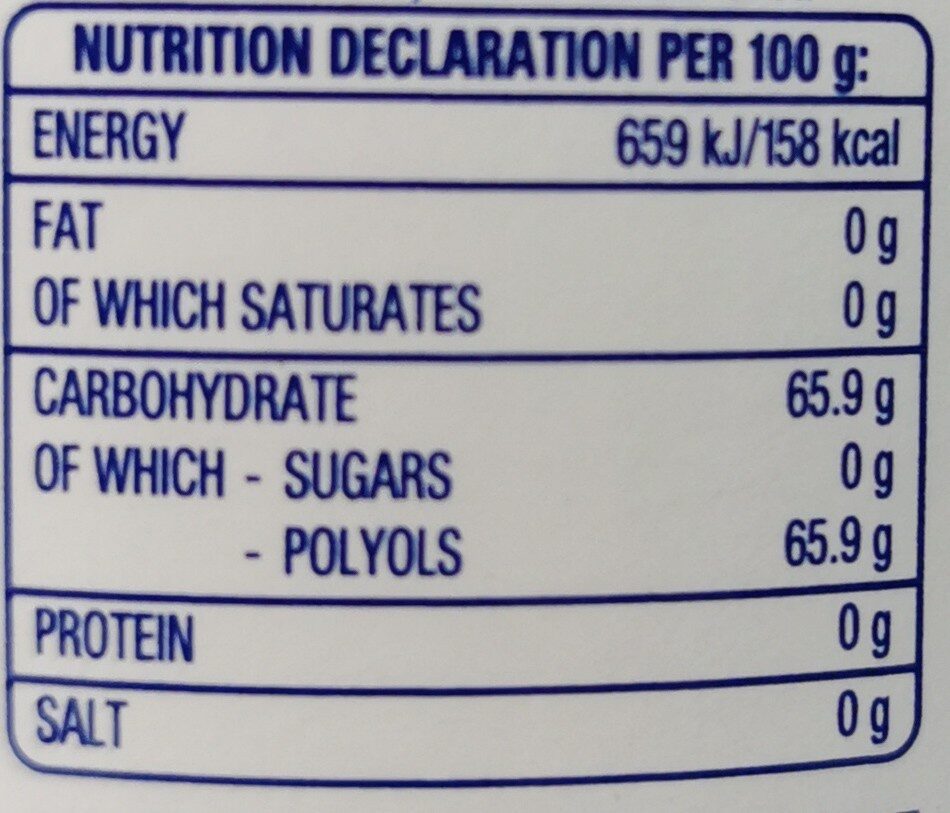 NUTRITION DECLARATION PER 100 g:
ENERGY 659 kJ/158 kcal
FAT 0 g
OF WHICH SATURATES 0 g
CARBOHYDRATE 65.9 g
OF WHICH - SUGARS 0 g
- POLYOLS 65.9 g
PROTEIN 0 g
SALT 0 g